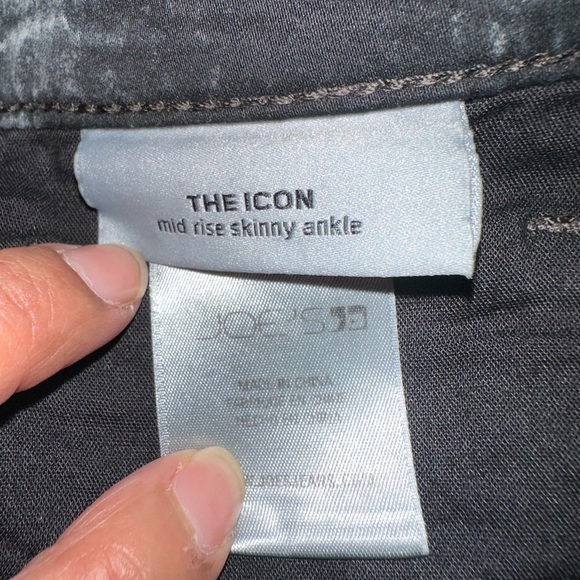 THE ICON
mid rise skinny ankle
JOE'S
MADE IN CHINA
FABRIQUÉ EN CHINE
HECHO EN CHINA
.JOESJEANS.COM